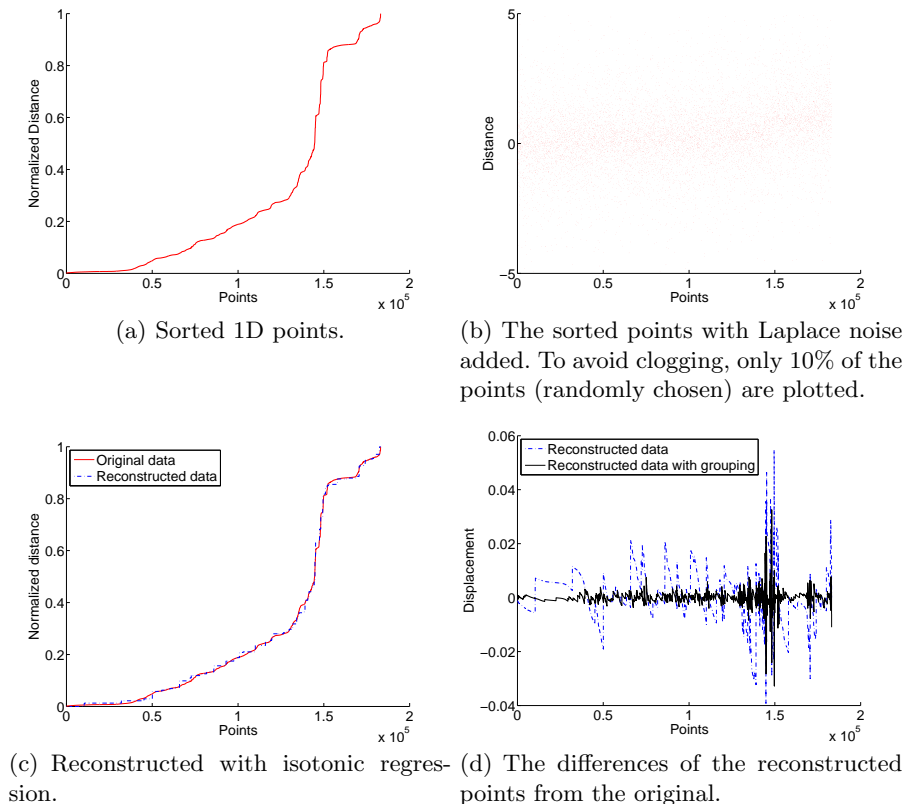 1
0.8
0.6
0.4
0.2
0
Normalized Distance
0 0.5 1 1.5 2
Points
x 10^5
(a) Sorted 1D points.
5
0
−5
Distance
0 0.5 1 1.5 2
Points
x 10^5
(b) The sorted points with Laplace noise
added. To avoid clogging, only 10% of the
points (randomly chosen) are plotted.
1
0.8
0.6
0.4
0.2
0
Normalized distance
Original data
Reconstructed data
0 0.5 1 1.5 2
Points
x 10^5
(c) Reconstructed with isotonic regres-
sion.
0.06
0.04
0.02
0
−0.02
−0.04
Displacement
Reconstructed data
Reconstructed data with grouping
0 0.5 1 1.5 2
Points
x 10^5
(d) The differences of the reconstructed
points from the original.